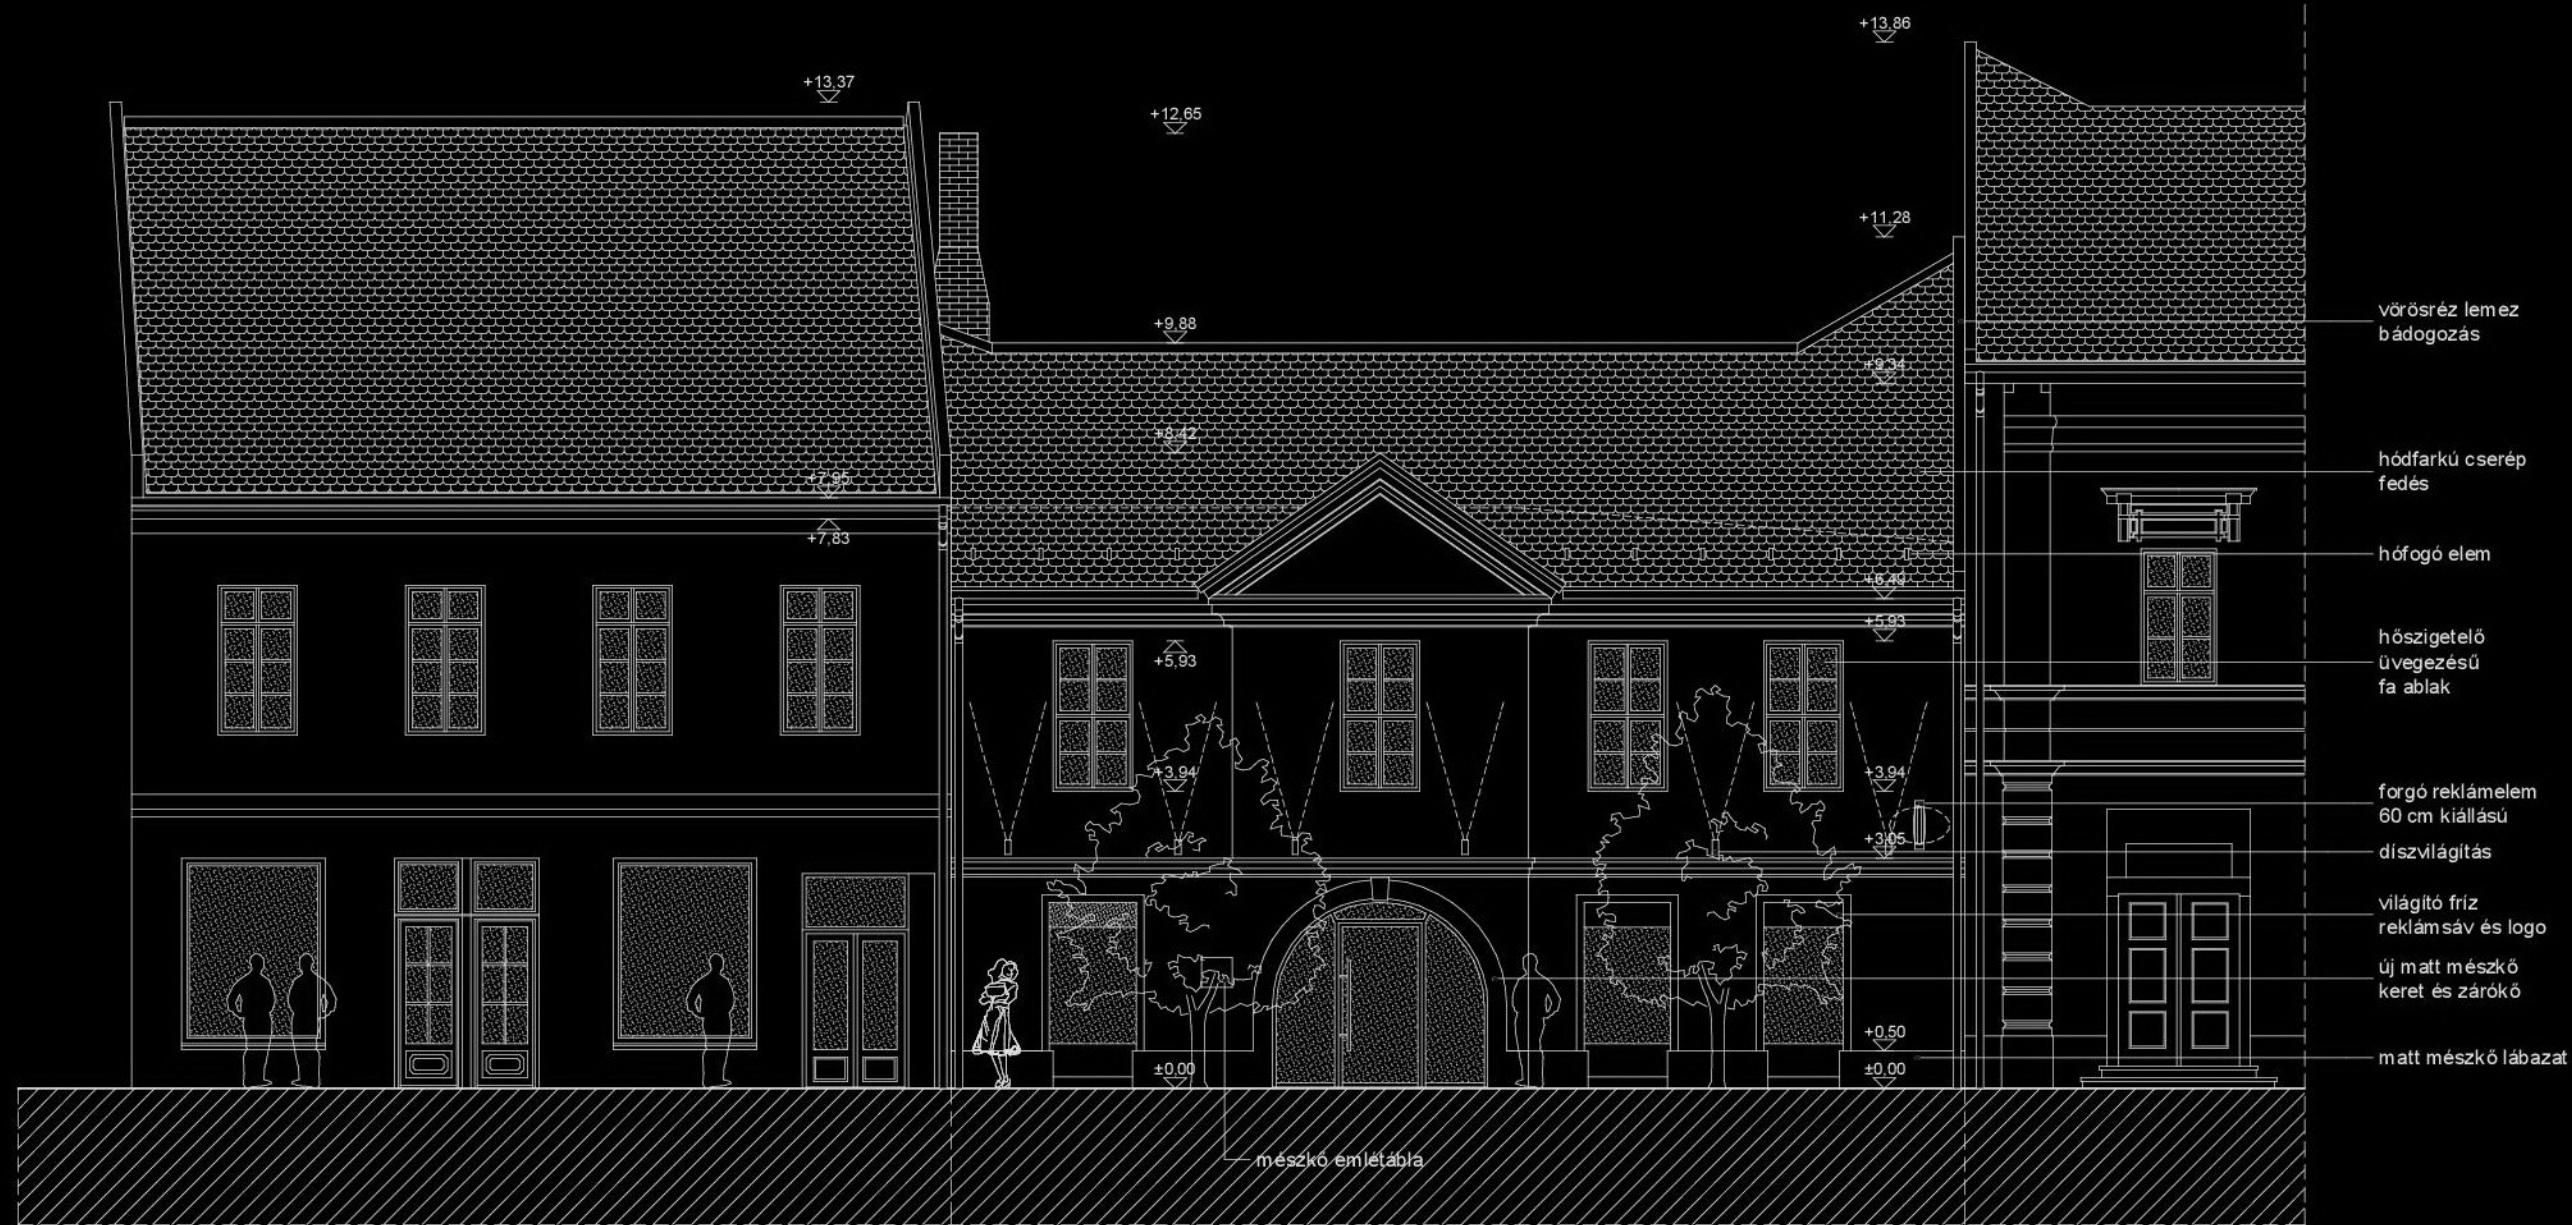 +13,86
+13,37
+12,65
+11,28
+9,88
+9,34
+8,42
+7,95
+7,83
+6,49
+5,93
+5,93
+3,94
+3,94
+3,05
+0,50
±0,00
±0,00
vörösréz lemez
bádogozás
hódfarkú cserép
fedés
hófogó elem
hőszigetelő
üvegezésű
fa ablak
forgó reklámelem
60 cm kiállású
díszvilágítás
világító fríz
reklámsáv és logo
új matt mészkő
keret és zárókő
matt mészkő lábazat
mészkő emlétábla